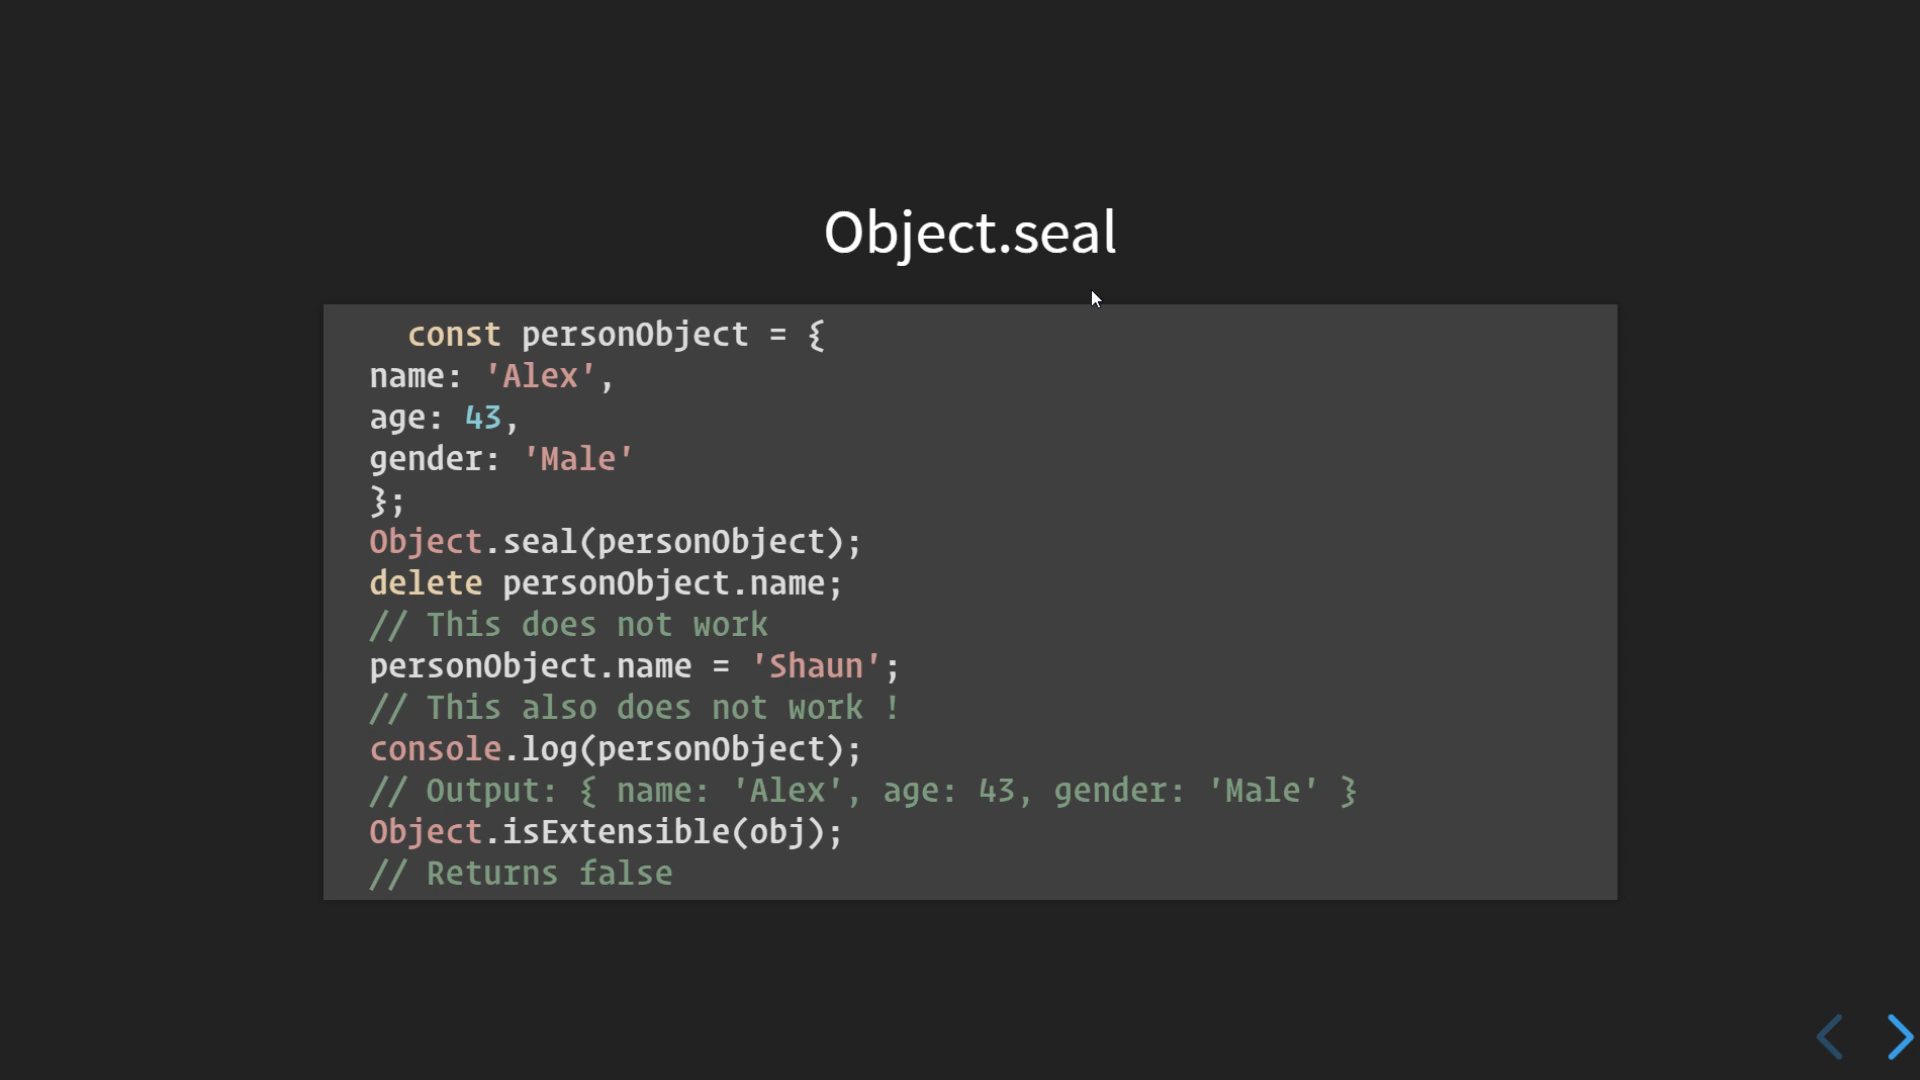 Object.seal
const personObject = {
name: 'Alex',
age: 43,
gender: 'Male'
};
Object.seal(personObject);
delete personObject.name;
// This does not work
personObject.name = 'Shaun';
// This also does not work !
console.log(personObject);
// Output: { name: 'Alex', age: 43, gender: 'Male' }
Object.isExtensible(obj);
// Returns false